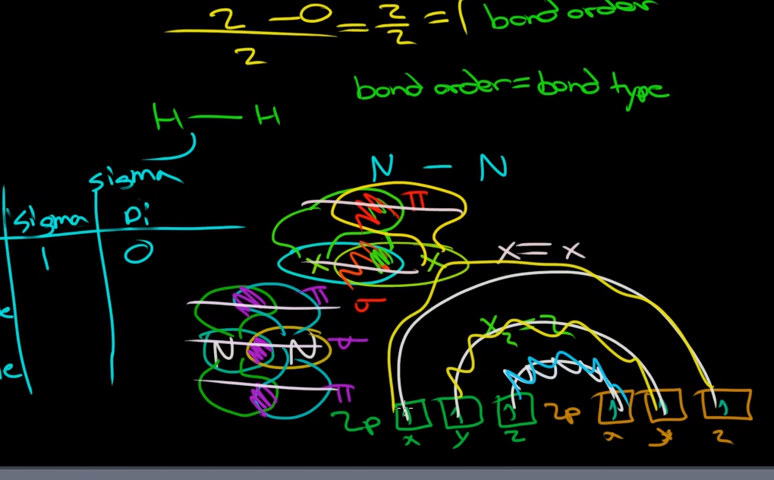 2 - 0 = 2 = 1 bond order
2 2
bond order = bond type
H — H
sigma
sigma pi
1 0
N — N
π
x x
σ
x = x
π
N N σ
π
x = z
2p 2p
x y z x y z